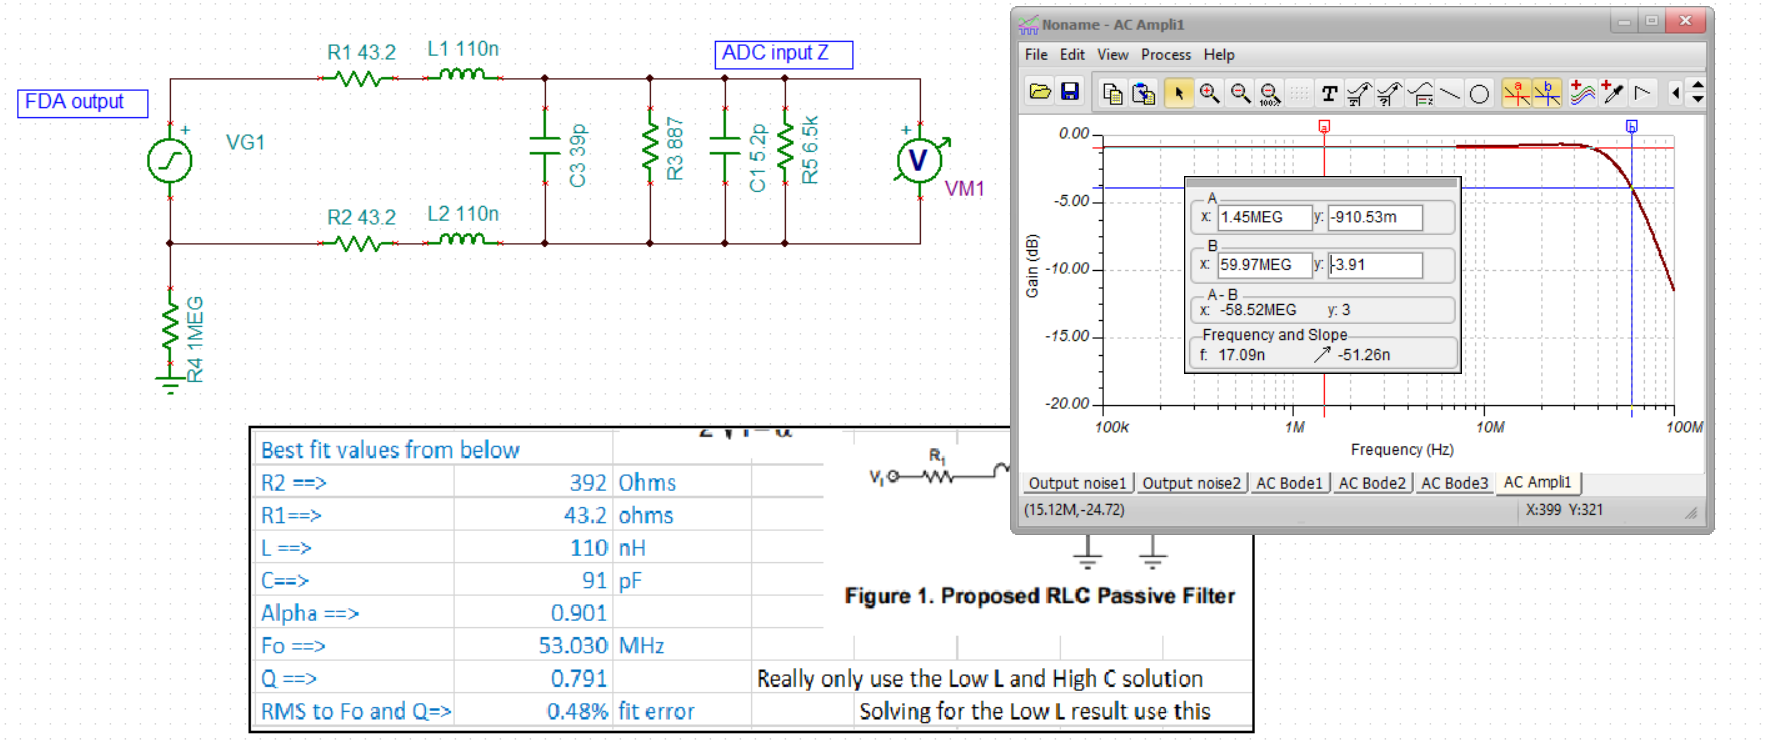 FDA output
VG1
R1 43.2
L1 110n
ADC input Z
C3 39p
R3 887
C1 5.2p
R5 6.5k
+
V
VM1
+
R2 43.2
L2 110n
R4 1MEG
Noname - AC Ampli1
File Edit View Process Help
T
100%
a
b
a
b
0.00
-5.00
-10.00
-15.00
-20.00
Gain (dB)
A
x: 1.45MEG y: -910.53m
B
x: 59.97MEG y: -3.91
A - B
x: -58.52MEG y: 3
Frequency and Slope
f: 17.09n -51.26n
100k 1M 10M 100M
Frequency (Hz)
Output noise1 Output noise2 AC Bode1 AC Bode2 AC Bode3 AC Ampli1
(15.12M,-24.72) X:399 Y:321
Best fit values from below
R2 ==> 392 Ohms
R1==> 43.2 ohms
L ==> 110 nH
C==> 91 pF
Alpha ==> 0.901
Fo ==> 53.030 MHz
Q ==> 0.791
RMS to Fo and Q=> 0.48% fit error
R1
VI
Figure 1. Proposed RLC Passive Filter
Really only use the Low L and High C solution
Solving for the Low L result use this